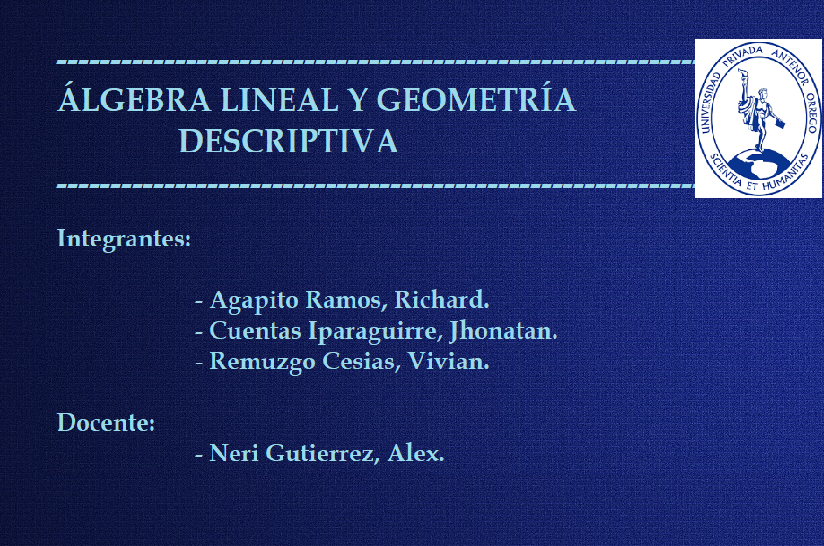 ------------------------------------------------------------
ÁLGEBRA LINEAL Y GEOMETRÍA
DESCRIPTIVA
------------------------------------------------------------
UNIVERSIDAD PRIVADA ANTENOR ORREGO
SCIENTIA ET HUMANITAS
Integrantes:
- Agapito Ramos, Richard.
- Cuentas Iparaguirre, Jhonatan.
- Remuzgo Cesias, Vivian.
Docente:
- Neri Gutierrez, Alex.